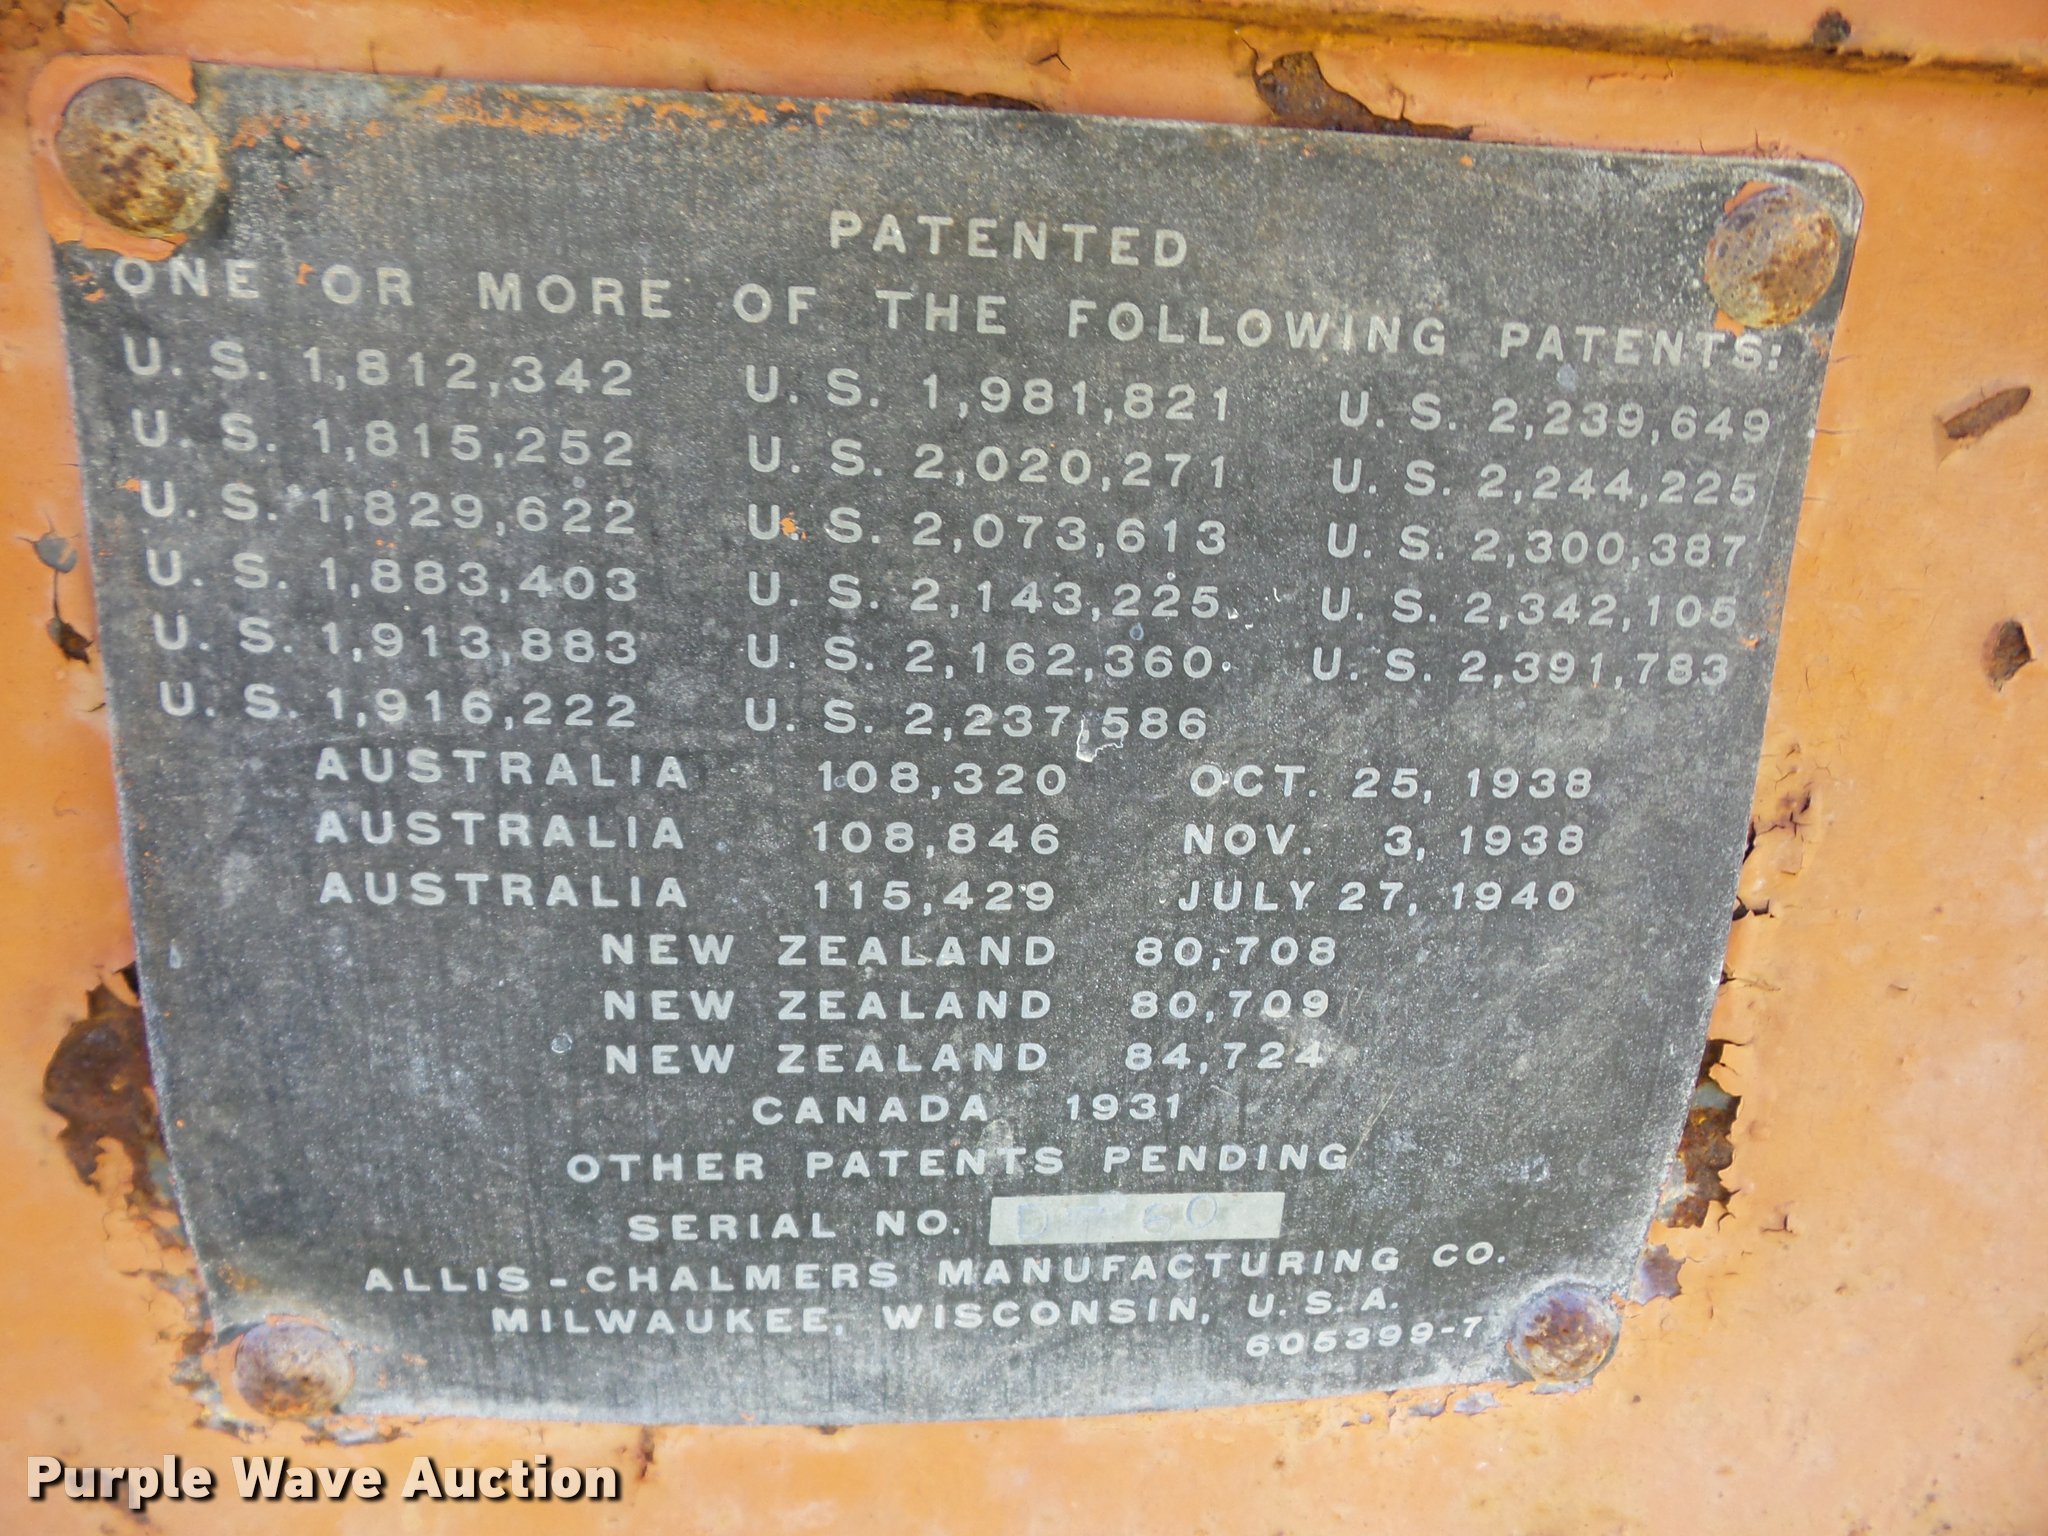 PATENTED
ONE OR MORE OF THE FOLLOWING PATENTS:
U. S. 1,812,342 U. S. 1,981,821 U. S. 2,239,649
U. S. 1,815,252 U. S. 2,020,271 U. S. 2,244,225
U. S. 1,829,622 U. S. 2,073,613 U. S. 2,300,387
U. S. 1,883,403 U. S. 2,143,225 U. S. 2,342,105
U. S. 1,913,883 U. S. 2,162,360 U. S. 2,391,783
U. S. 1,916,222 U. S. 2,237,586
AUSTRALIA 108,320 OCT. 25, 1938
AUSTRALIA 108,846 NOV. 3, 1938
AUSTRALIA 115,429 JULY 27, 1940
NEW ZEALAND 80,708
NEW ZEALAND 80,709
NEW ZEALAND 84,724
CANADA 1931
OTHER PATENTS PENDING
SERIAL NO.
ALLIS-CHALMERS MANUFACTURING CO.
MILWAUKEE, WISCONSIN, U. S. A.
605399-7
Purple Wave Auction